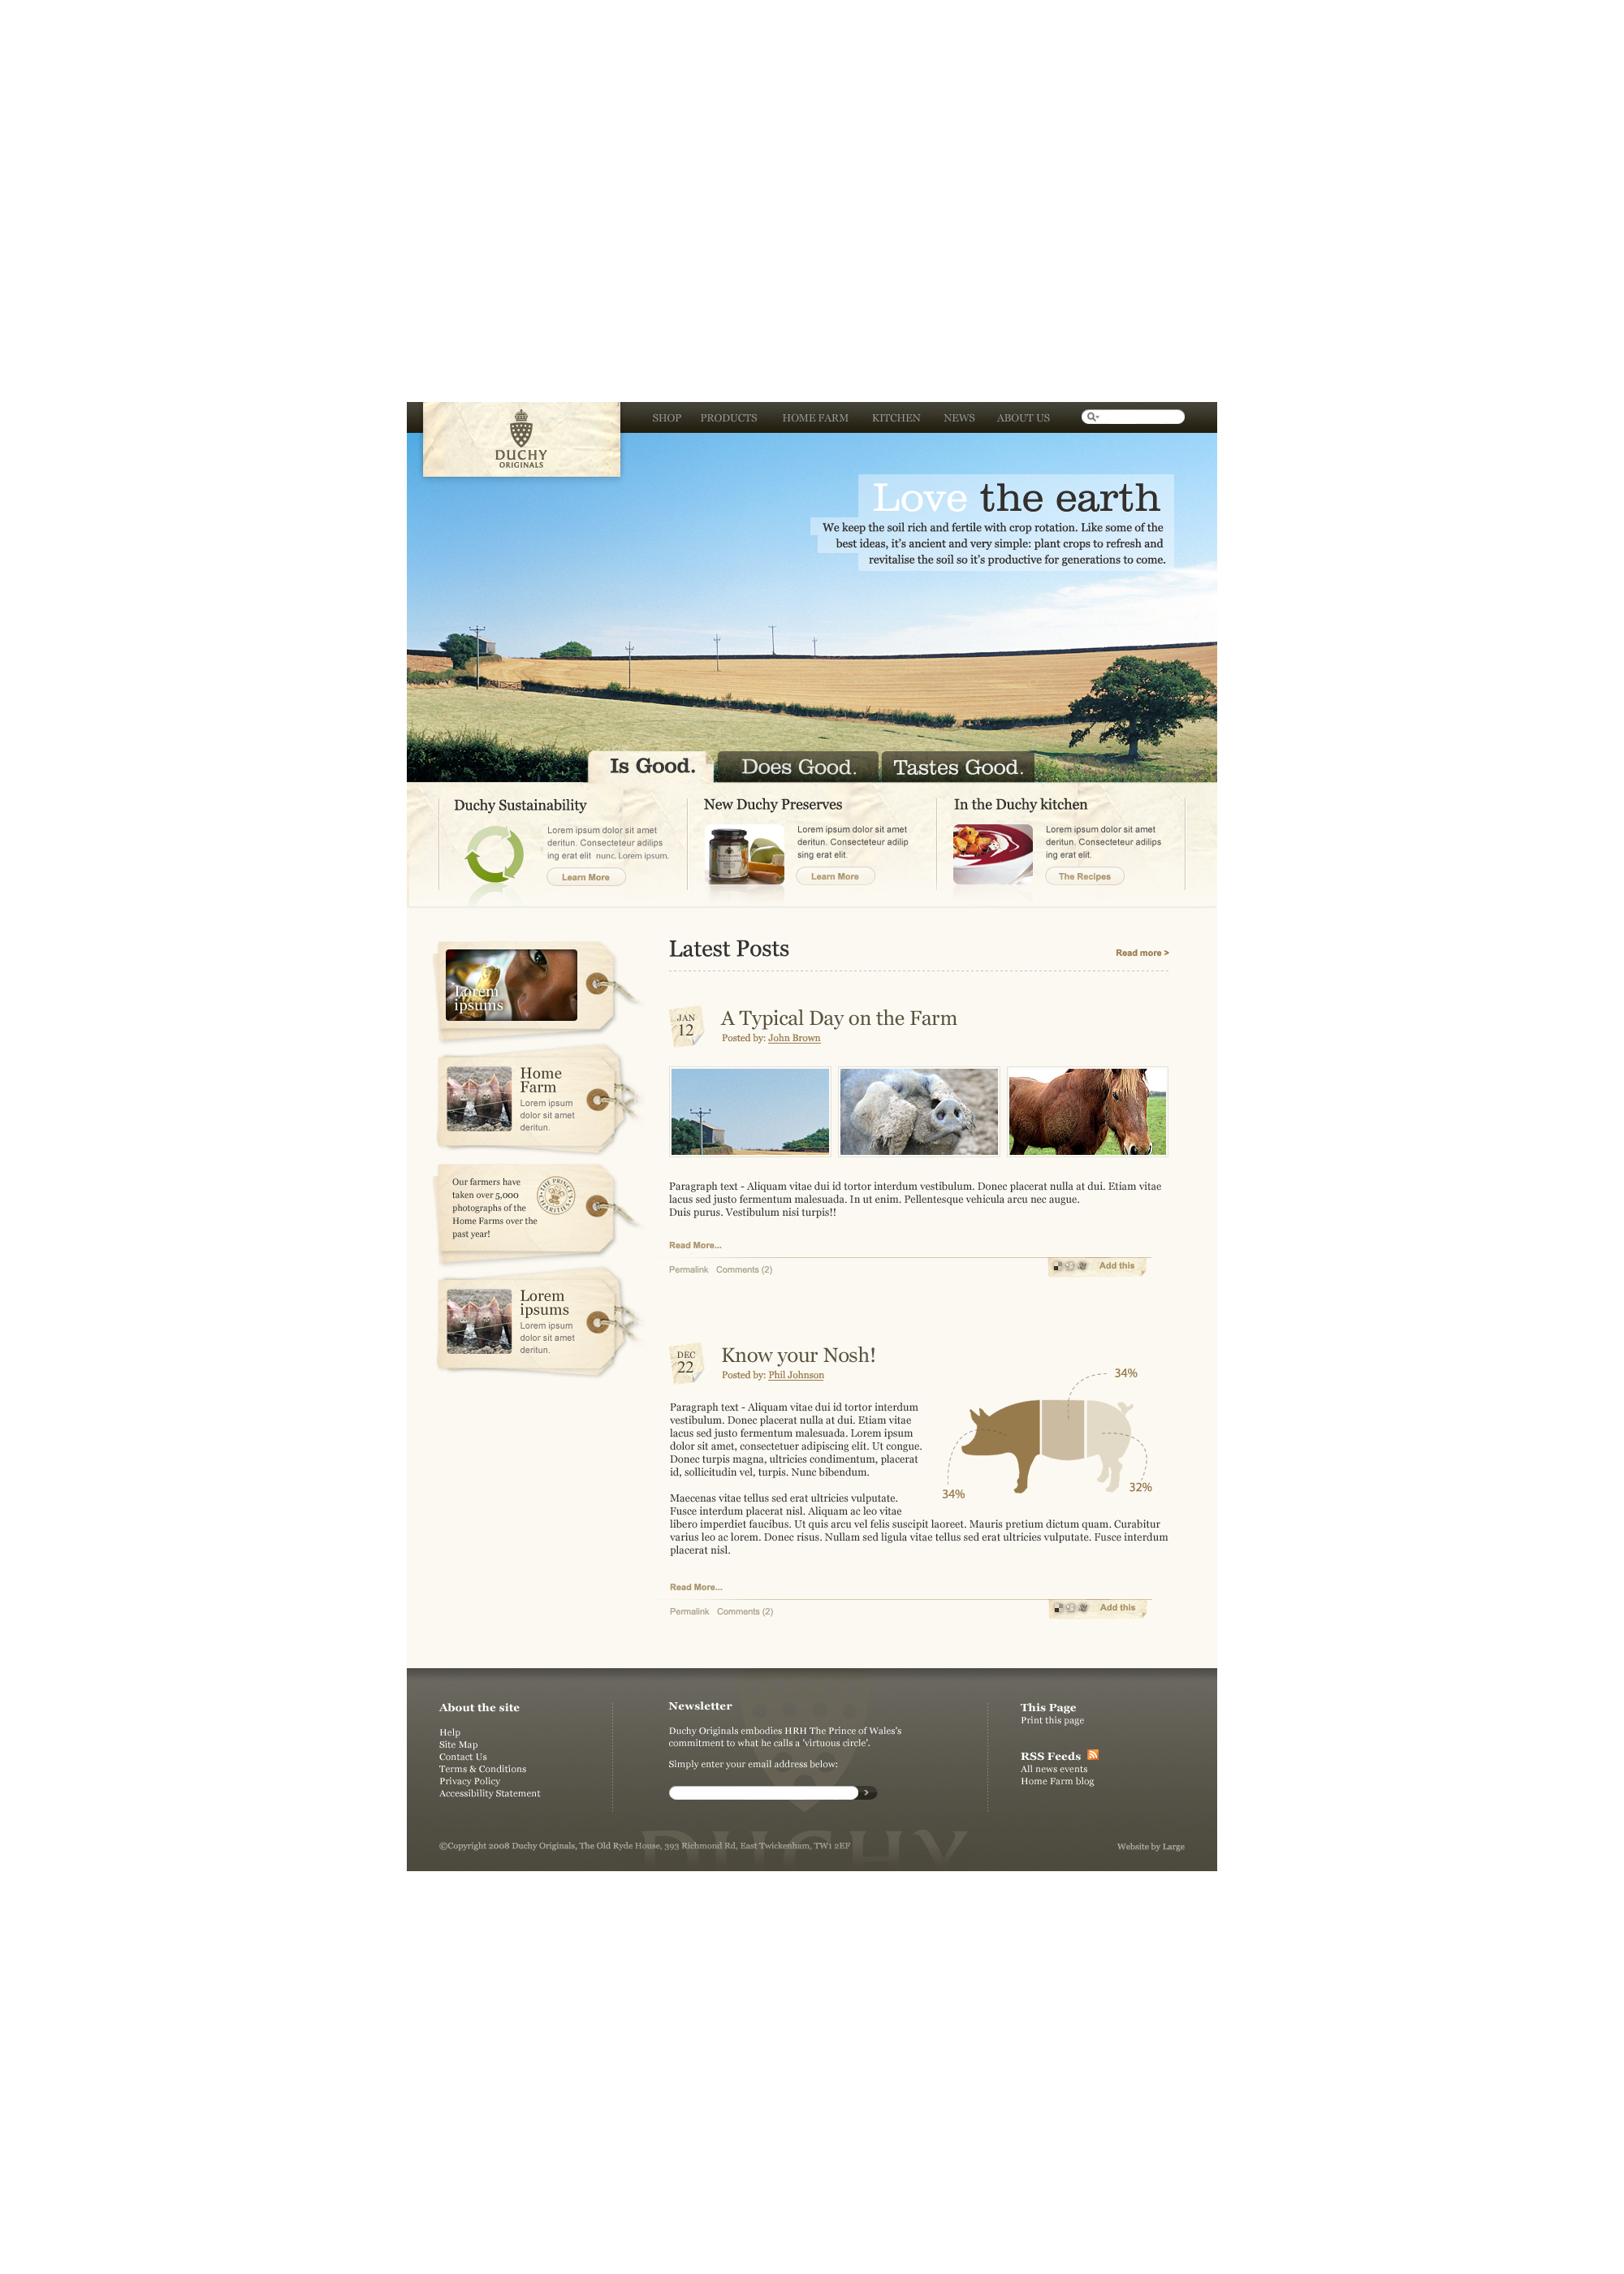 DUCHY
ORIGINALS
SHOP PRODUCTS HOME FARM KITCHEN NEWS ABOUT US
Love the earth
We keep the soil rich and fertile with crop rotation. Like some of the
best ideas, it's ancient and very simple: plant crops to refresh and
revitalise the soil so it's productive for generations to come.
Is Good. Does Good. Tastes Good.
Duchy Sustainability
Lorem ipsum dolor sit amet
deritun. Consecteteur adilips
ing erat elit nunc. Lorem ipsum.
Learn More
New Duchy Preserves
Lorem ipsum dolor sit amet
deritun. Consecteteur adilip
sing erat elit.
Learn More
In the Duchy kitchen
Lorem ipsum dolor sit amet
deritun. Consecteteur adilips
ing erat elit.
The Recipes
Lorem
ipsums
Home
Farm
Lorem ipsum
dolor sit amet
deritun.
Our farmers have
taken over 5,000
photographs of the
Home Farms over the
past year!
THE PRINCE'S CHARITIES
Lorem
ipsums
Lorem ipsum
dolor sit amet
deritun.
Latest Posts
Read more >
JAN
12
A Typical Day on the Farm
Posted by: John Brown
Paragraph text - Aliquam vitae dui id tortor interdum vestibulum. Donec placerat nulla at dui. Etiam vitae
lacus sed justo fermentum malesuada. In ut enim. Pellentesque vehicula arcu nec augue.
Duis purus. Vestibulum nisi turpis!!
Read More...
Permalink Comments (2)
Add this
DEC
22
Know your Nosh!
Posted by: Phil Johnson
34%
34%
32%
Paragraph text - Aliquam vitae dui id tortor interdum
vestibulum. Donec placerat nulla at dui. Etiam vitae
lacus sed justo fermentum malesuada. Lorem ipsum
dolor sit amet, consectetuer adipiscing elit. Ut congue.
Donec turpis magna, ultricies condimentum, placerat
id, sollicitudin vel, turpis. Nunc bibendum.
Maecenas vitae tellus sed erat ultricies vulputate.
Fusce interdum placerat nisl. Aliquam ac leo vitae
libero imperdiet faucibus. Ut quis arcu vel felis suscipit laoreet. Mauris pretium dictum quam. Curabitur
varius leo ac lorem. Donec risus. Nullam sed ligula vitae tellus sed erat ultricies vulputate. Fusce interdum
placerat nisl.
Read More...
Permalink Comments (2)
Add this
About the site
Help
Site Map
Contact Us
Terms & Conditions
Privacy Policy
Accessibility Statement
Newsletter
Duchy Originals embodies HRH The Prince of Wales's
commitment to what he calls a 'virtuous circle'.
Simply enter your email address below:
This Page
Print this page
RSS Feeds
All news events
Home Farm blog
DUCHY
©Copyright 2008 Duchy Originals, The Old Ryde House, 393 Richmond Rd, East Twickenham, TW1 2EF
Website by Large